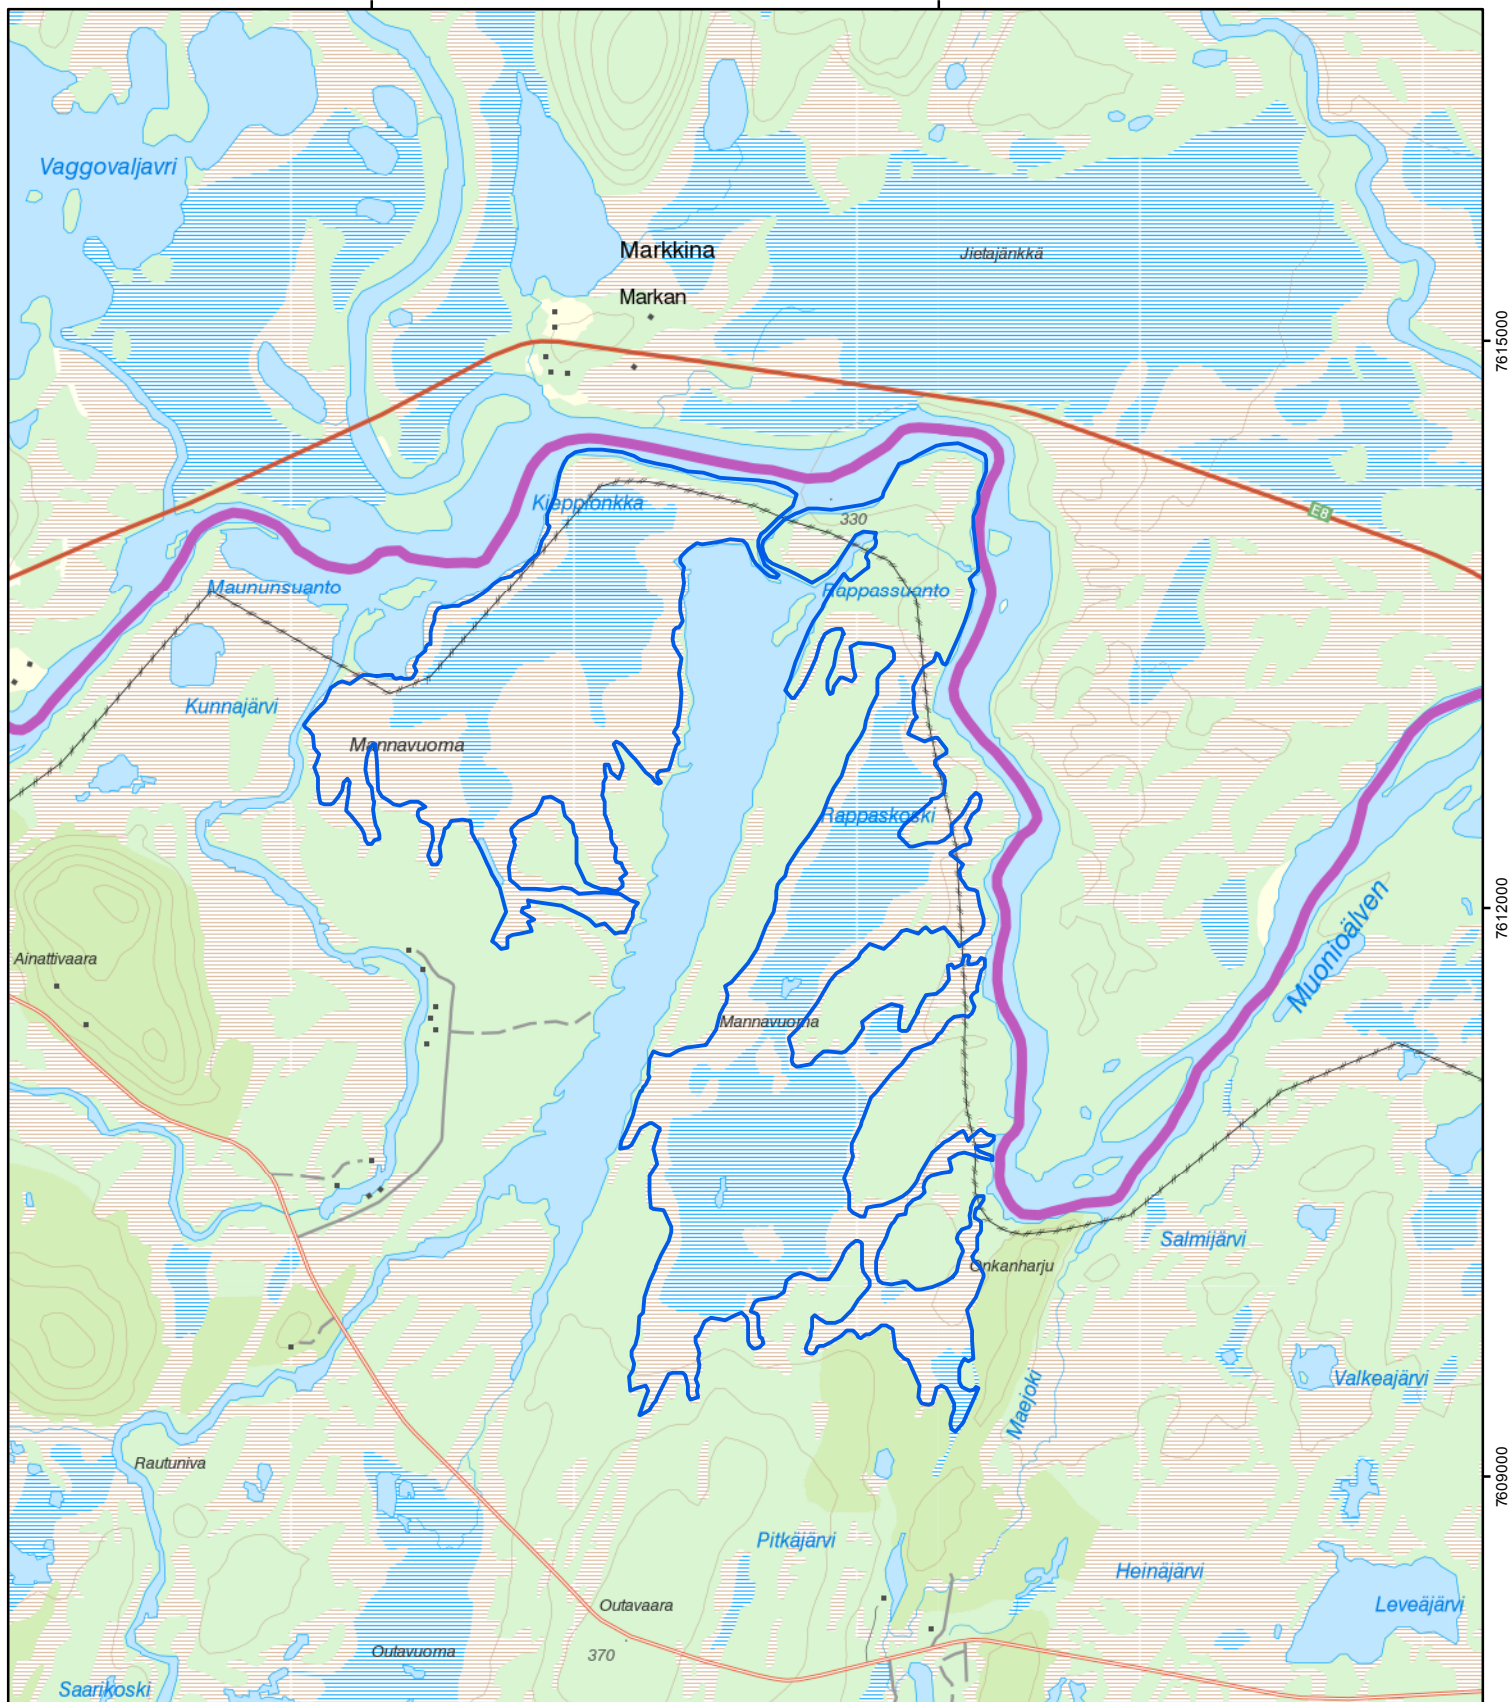 Vaggovaljavri
Markkina
Jietajänkkä
Markan
7615000
Kieppionkka
330
E8
Maununsuanto
Rappassuanto
Kunnajärvi
Mannavuoma
Rappaskoski
7612000
Muonioälven
Ainattivaara
Mannavuoma
Salmijärvi
Onkanharju
Valkeajärvi
Maejoki
Rautuniva
7609000
Pitkäjärvi
Heinäjärvi
Outavaara
Leveäjärvi
Outavuoma
370
Saarikoski